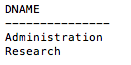 DNAME
---------------
Administration
Research